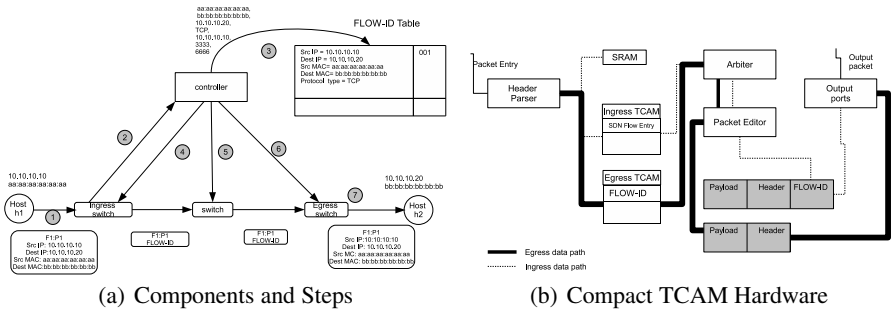 aa:aa:aa:aa:aa:aa,
bb:bb:bb:bb:bb:bb,
10.10.10.20,
TCP,
10,10,10,10,
3333,
6666
3
FLOW-ID Table
Src IP = 10.10.10.10
Dest IP = 10,10,10,20
Src MAC= aa:aa:aa:aa:aa:aa
Dest MAC= bb:bb:bb:bb:bb:bb
Protocol type = TCP
001
controller
2
4
5
6
7
10,10,10,10
aa:aa:aa:aa:aa:aa
10.10.10.20
bb:bb:bb:bb:bb:bb
Host
h1
1
Ingress
switch
switch
Egress
switch
Host
h2
F1:P1
Src IP: 10.10.10.10
Dest IP:10,10,10,20
Src MAC: aa:aa:aa:aa:aa:aa
Dest MAC:bb:bb:bb:bb:bb:bb
F1:P1
FLOW-ID
F1:P1
FLOW-ID
F1:P1
Src IP:10:10:10:10
Dest IP: 10.10.10.20
Src MC: aa:aa:aa:aa:aa:aa
Dest MAC: bb:bb:bb:bb:bb:bb
(a) Components and Steps
Packet Entry
Header
Parser
SRAM
Ingress TCAM
SDN Flow Entry
Egress TCAM
FLOW-ID
Arbiter
Packet Editor
Output
packet
Output
ports
Payload
Header
FLOW-ID
Payload
Header
Egress data path
Ingress data path
(b) Compact TCAM Hardware